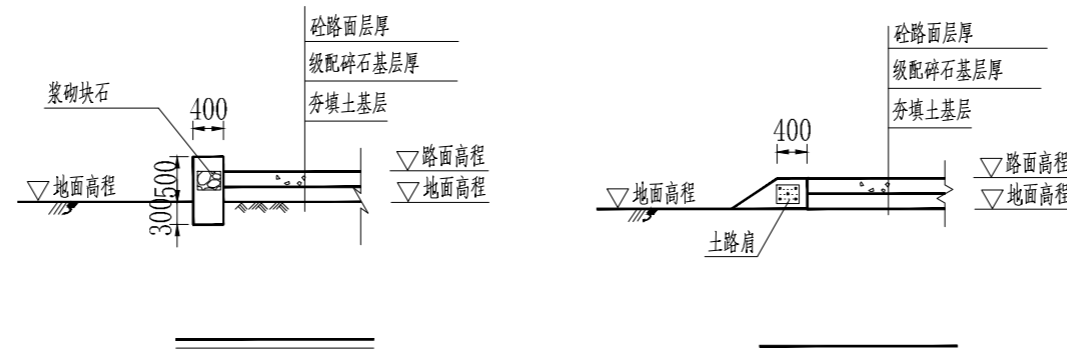 砼路面层厚
级配碎石基层厚
夯填土基层
浆砌块石
400
路面高程
地面高程
地面高程
500
300
砼路面层厚
级配碎石基层厚
夯填土基层
400
路面高程
地面高程
地面高程
土路肩